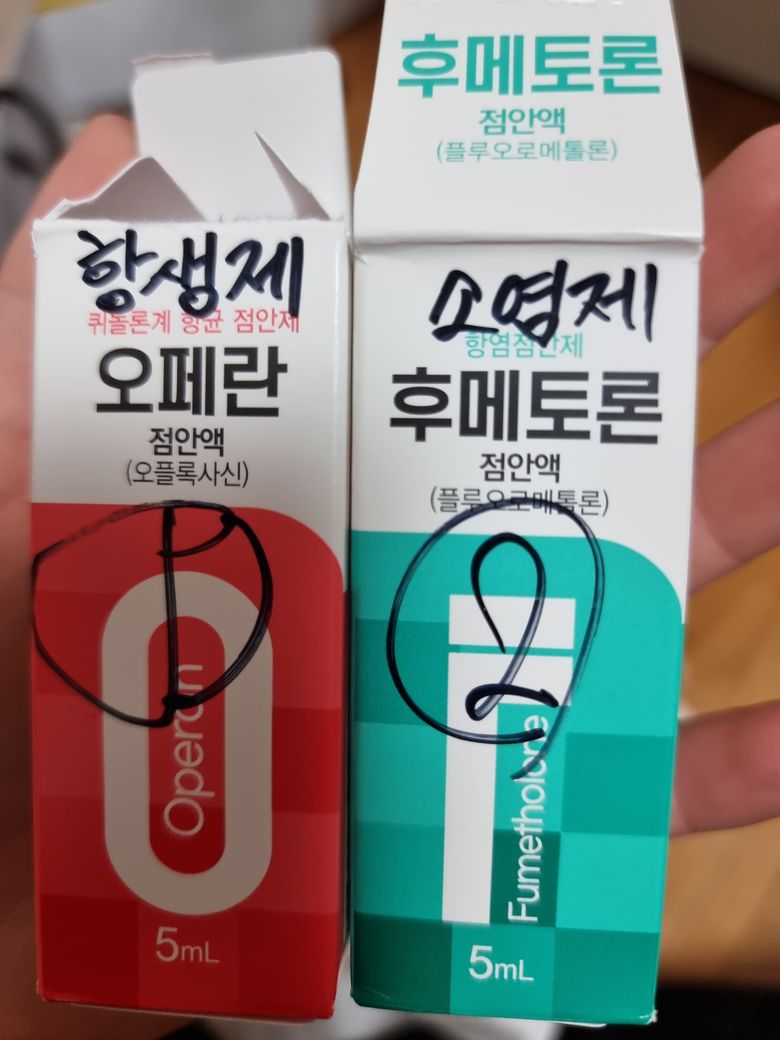 항생제
퀴놀론계 항균 점안제
오페란
점안액
(오플록사신)
1
Operan
5mL
후메토론
점안액
(플루오로메톨론)
소염제
항염점안제
후메토론
점안액
(플루오로메톨론)
2
Fumetholone
5mL